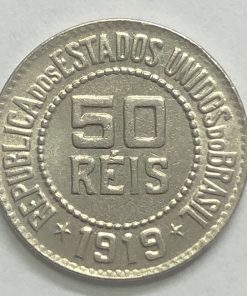 REPUBLICA DOS ESTADOS UNIDOS DO BRASIL
50
RÉIS
1919